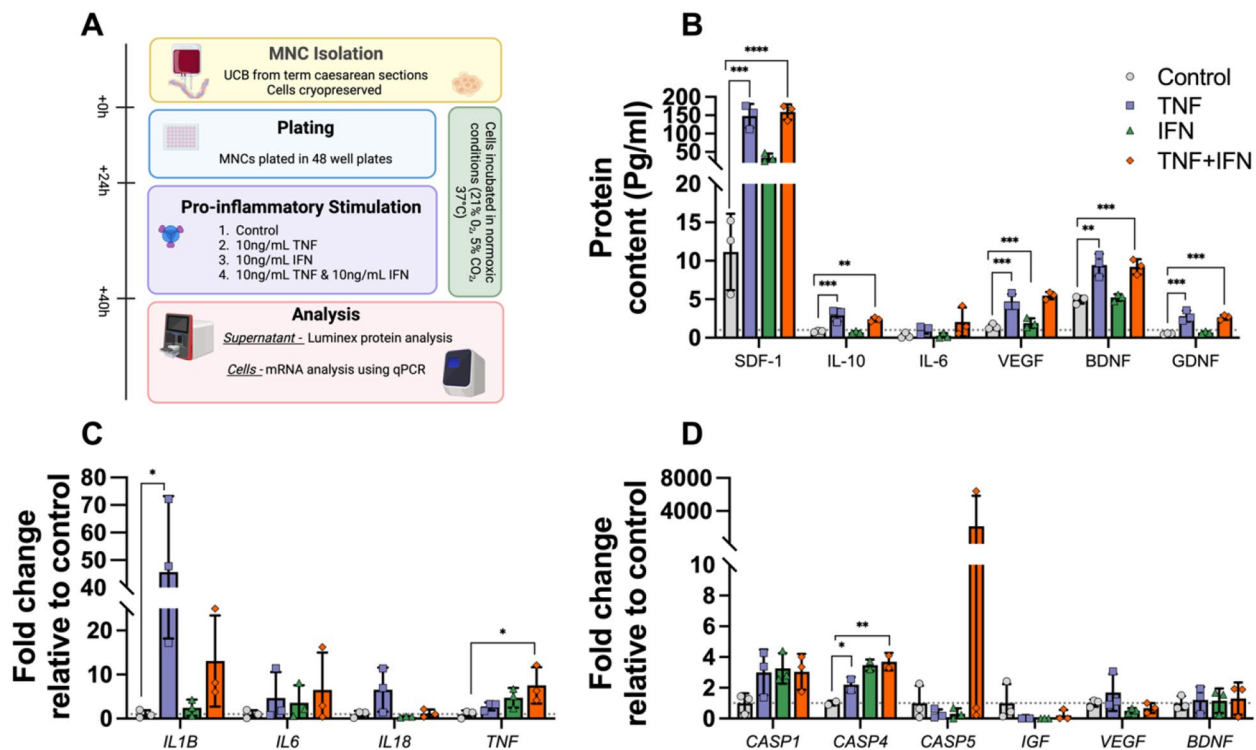 A
+0h
+24h
+40h
MNC Isolation
UCB from term caesarean sections
Cells cryopreserved
Plating
MNCs plated in 48 well plates
Pro-inflammatory Stimulation
1. Control
2. 10ng/mL TNF
3. 10ng/mL IFN
4. 10ng/mL TNF & 10ng/mL IFN
Cells incubated in normoxic
conditions (21% 0₂, 5% CO₂,
37°C)
Analysis
Supernatant - Luminex protein analysis
Cells - mRNA analysis using qPCR
B
Protein
content (Pg/ml)
200
150
100
50
20
15
10
5
0
****
***
***
**
***
***
**
***
***
***
SDF-1 IL-10 IL-6 VEGF BDNF GDNF
Control
TNF
IFN
TNF+IFN
C
Fold change
relative to control
80
70
60
50
40
20
10
0
*
*
IL1B IL6 IL18 TNF
D
Fold change
relative to control
8000
4000
10
8
6
4
2
0
*
**
CASP1 CASP4 CASP5 IGF VEGF BDNF